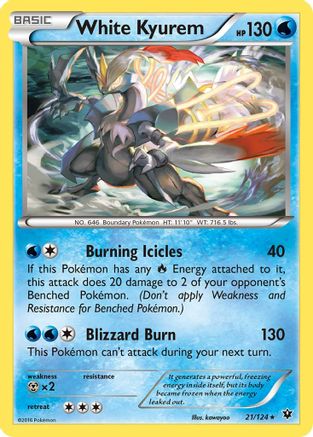 BASIC
White Kyurem
HP130
NO. 646 Boundary Pokémon HT: 11'10" WT: 716.5 lbs.
Burning Icicles 40
If this Pokémon has any Energy attached to it,
this attack does 20 damage to 2 of your opponent's
Benched Pokémon. (Don't apply Weakness and
Resistance for Benched Pokémon.)
Blizzard Burn 130
This Pokémon can't attack during your next turn.
weakness
resistance
×2
retreat
It generates a powerful, freezing
energy inside itself, but its body
became frozen when the energy
leaked out.
©2016 Pokémon
Illus. kawayoo
21/124 ★